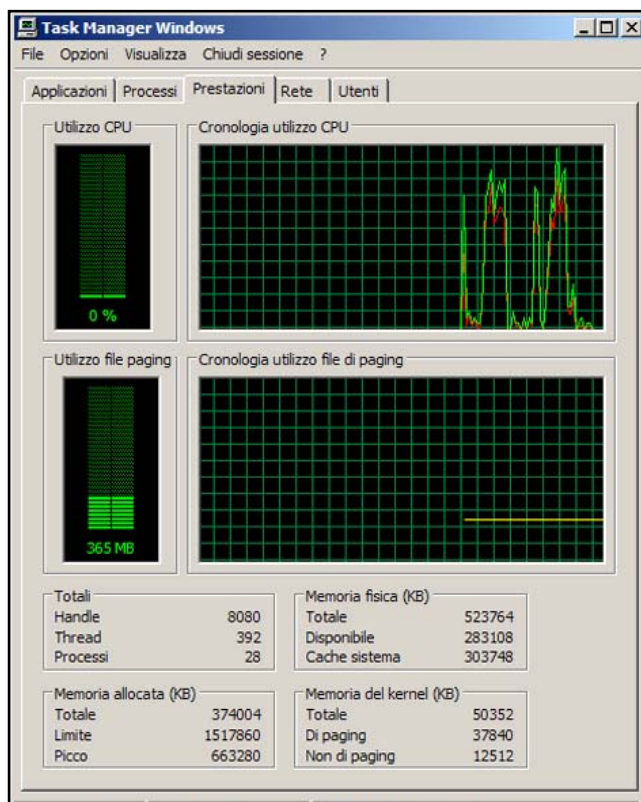 Task Manager Windows
File Opzioni Visualizza Chiudi sessione ?
Applicazioni Processi Prestazioni Rete Utenti
Utilizzo CPU Cronologia utilizzo CPU
0 %
Utilizzo file paging Cronologia utilizzo file di paging
365 MB
Totali Memoria fisica (KB)
Handle 8080 Totale 523764
Thread 392 Disponibile 283108
Processi 28 Cache sistema 303748
Memoria allocata (KB) Memoria del kernel (KB)
Totale 374004 Totale 50352
Limite 1517860 Di paging 37840
Picco 663280 Non di paging 12512